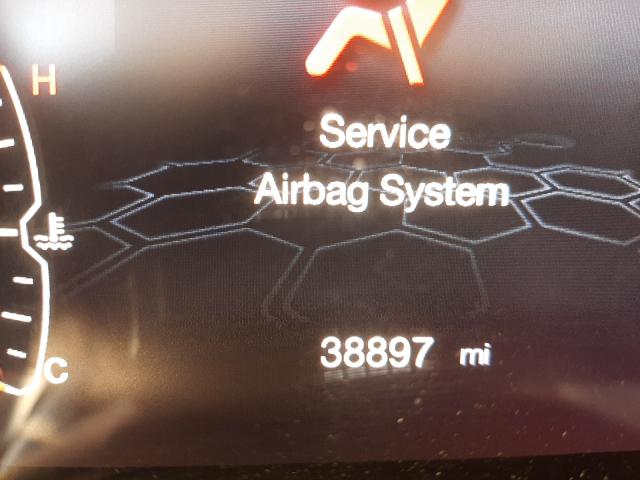 H
Service
Airbag System
38897 mi
C